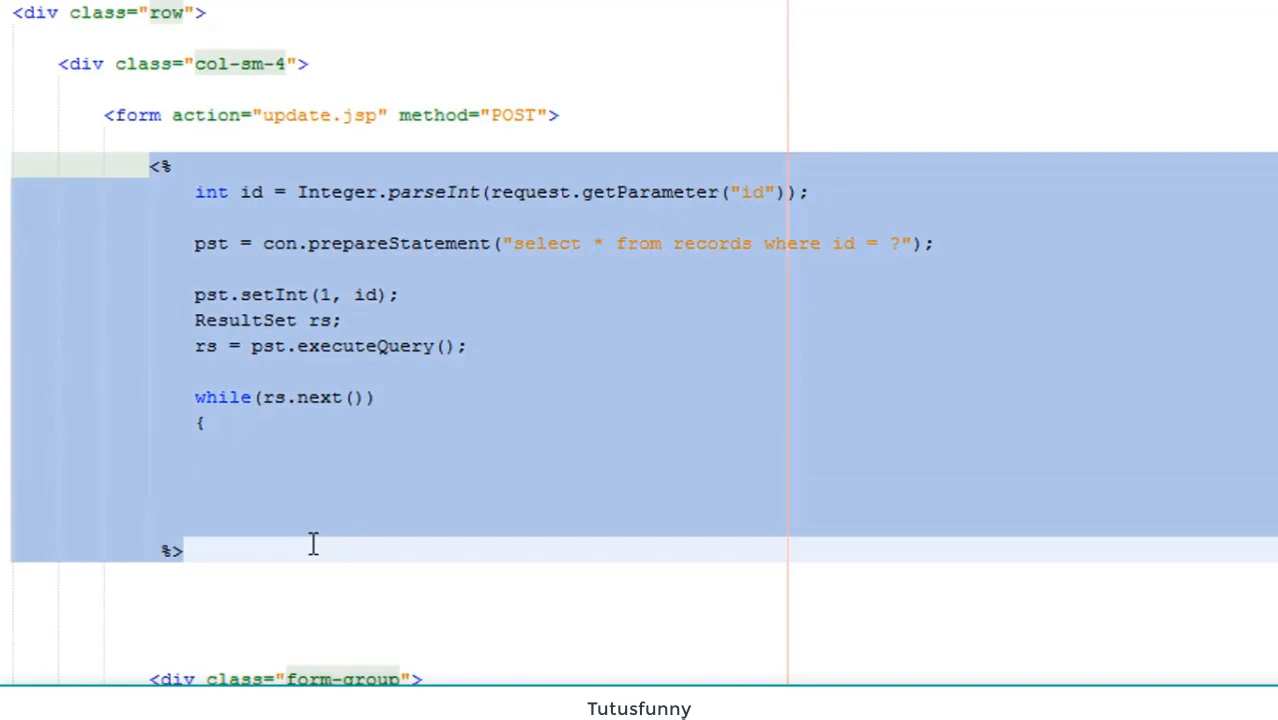 <div class="row">
<div class="col-sm-4">
<form action="update.jsp" method="POST">
<%
int id = Integer.parseInt(request.getParameter("id"));
pst = con.prepareStatement("select * from records where id = ?");
pst.setInt(1, id);
ResultSet rs;
rs = pst.executeQuery();
while(rs.next())
{
%>
<div class="form-group">
Tutusfunny